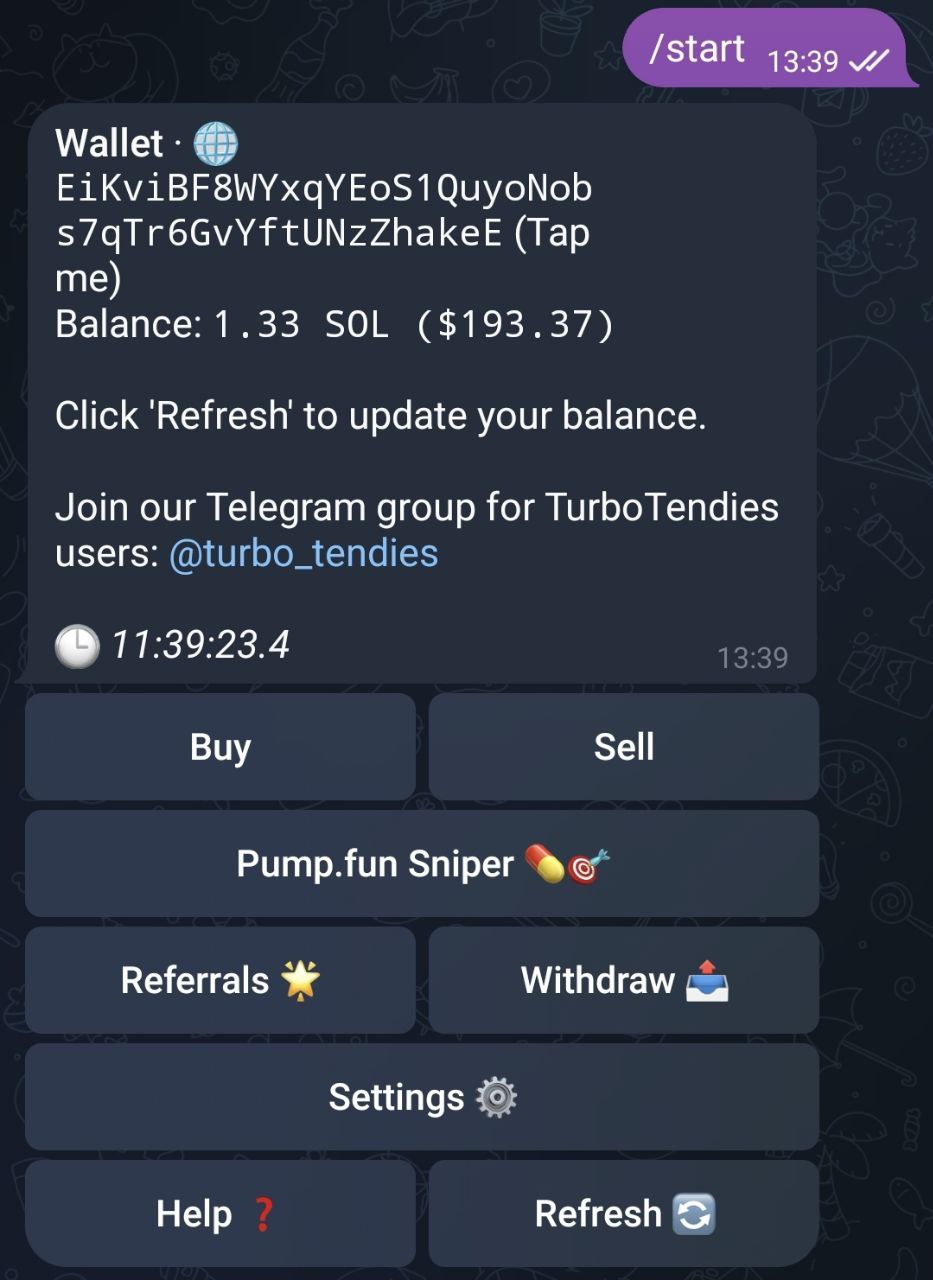 /start 13:39
Wallet · 🌐
EiKviBF8WYxqYEoS1QuyoNob
s7qTr6GvYftUNzZhakeE (Tap
me)
Balance: 1.33 SOL ($193.37)
Click 'Refresh' to update your balance.
Join our Telegram group for TurboTendies
users: @turbo_tendies
🕒 11:39:23.4
13:39
Buy
Sell
Pump.fun Sniper 💊🎯
Referrals 🌟
Withdraw 📤
Settings ⚙️
Help ❓
Refresh 🔄